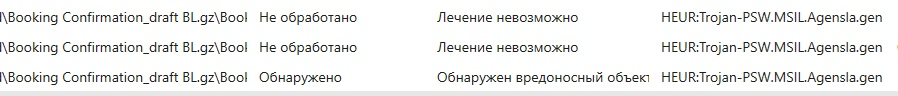 l\Booking Confirmation_draft BL.gz\Bool Не обработано Лечение невозможно HEUR:Trojan-PSW.MSIL.Agensla.gen
l\Booking Confirmation_draft BL.gz\Bool Не обработано Лечение невозможно HEUR:Trojan-PSW.MSIL.Agensla.gen
l\Booking Confirmation_draft BL.gz\Bool Обнаружено Обнаружен вредоносный объект HEUR:Trojan-PSW.MSIL.Agensla.gen